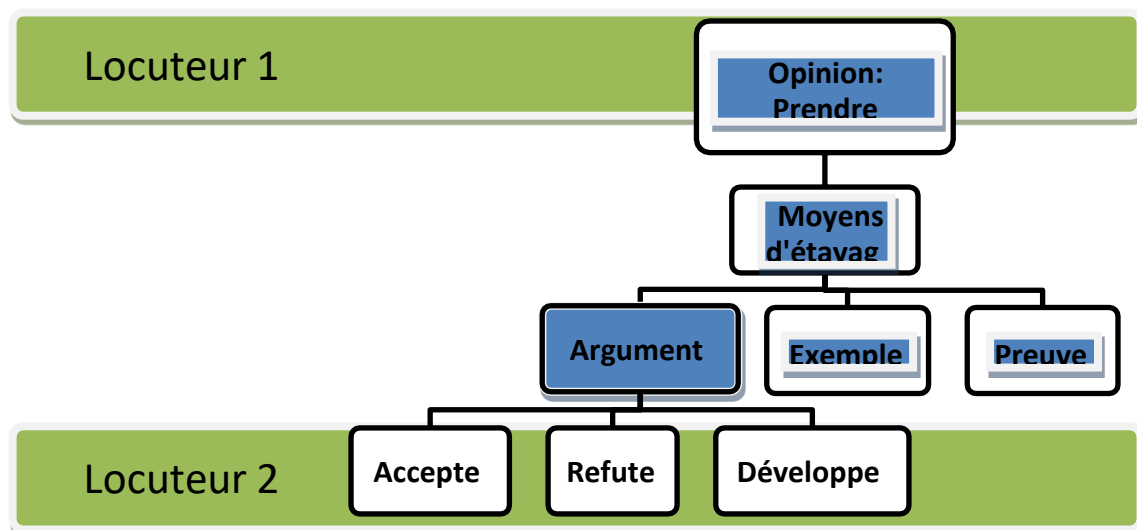 Locuteur 1
Opinion:
Prendre
Moyens
d'étayag
Argument
Exemple
Preuve
Accepte
Refute
Développe
Locuteur 2